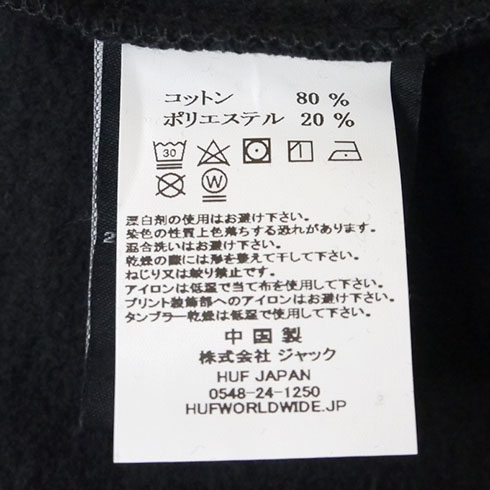 コットン 80 %
ポリエステル 20 %
30
W
漂白剤の使用はお避け下さい。
染色の性質上色落ちする恐れがあります。
混合洗いはお避け下さい。
乾燥の際には形を整えて干して下さい。
ねじり又は絞り禁止です。
アイロンは低温で当て布を使用して下さい。
プリント装飾部へのアイロンはお避け下さい。
タンブラー乾燥は低温で使用して下さい。
中国製
株式会社 ジャック
HUF JAPAN
0548-24-1250
HUFWORLDWIDE.JP
2